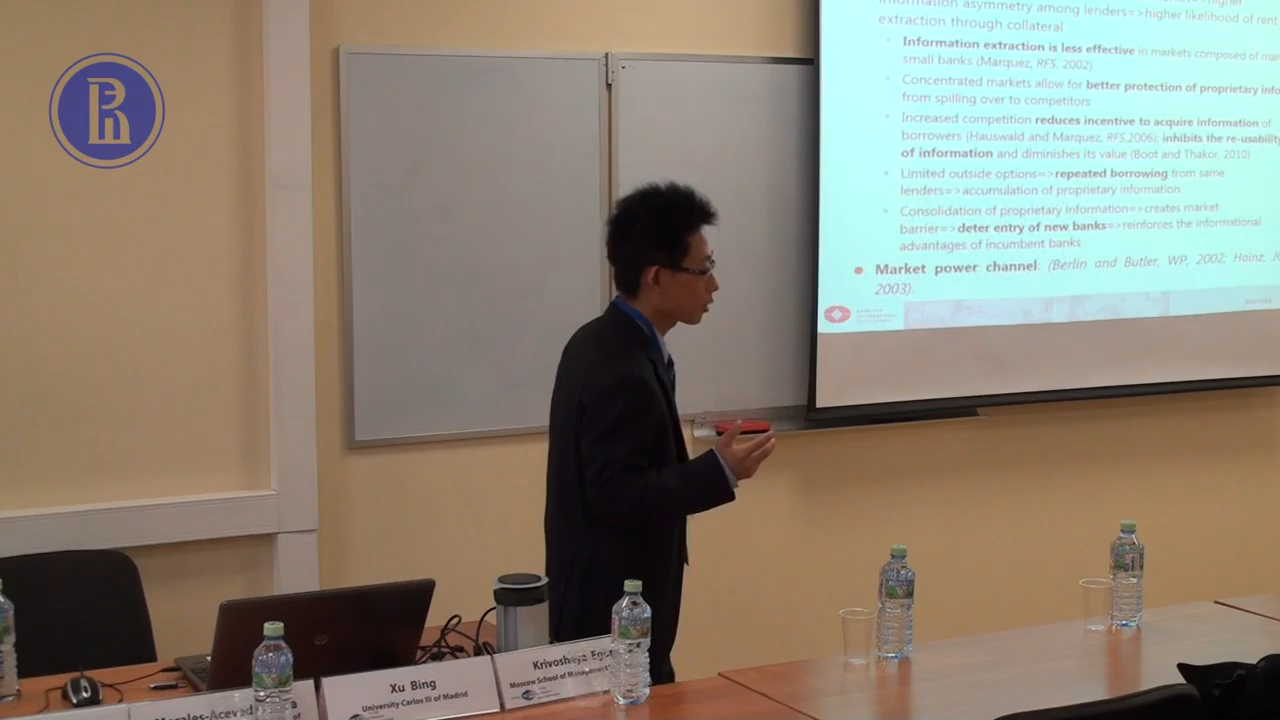 information asymmetry among lenders=>higher likelihood of rent
extraction through collateral
Information extraction is less effective in markets composed of
small banks (Marquez, RFS, 2002)
Concentrated markets allow for better protection of proprietary
from spilling over to competitors
Increased competition reduces incentive to acquire information of
borrowers (Hauswald and Marquez, RFS,2006); inhibits the re-usability
of information and diminishes its value (Boot and Thakor, 2010)
Limited outside options=>repeated borrowing from same
lenders=>accumulation of proprietary information
Consolidation of proprietary information=>creates market
barrier=>deter entry of new banks=>reinforces the informational
advantages of incumbent banks
Market power channel: (Berlin and Butler, WP, 2002; Hainz,
2003).
Xu Bing
University Carlos III of Madrid
Krivoshiya
Moscow School of Management